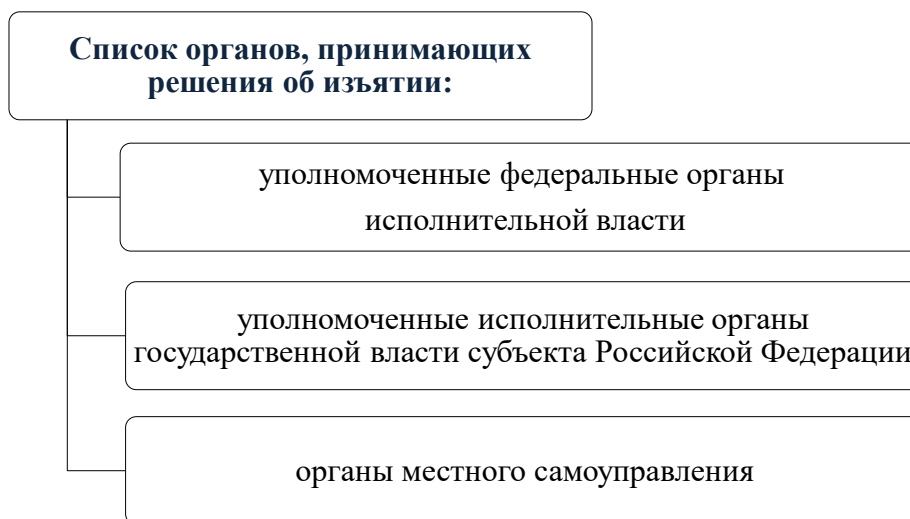 Список органов, принимающих
решения об изъятии:
уполномоченные федеральные органы
исполнительной власти
уполномоченные исполнительные органы
государственной власти субъекта Российской Федерации
органы местного самоуправления